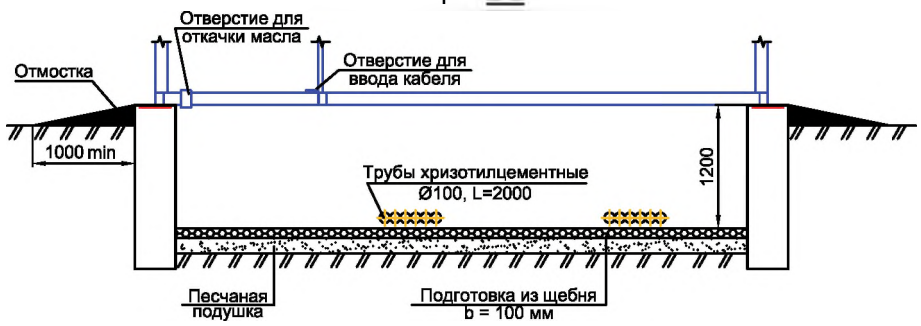 Отверстие для
откачки масла
Отверстие для
ввода кабеля
Отмостка
1000 min
1200
Трубы хризотилцементные
Ø100, L=2000
Песчаная
подушка
Подготовка из щебня
b = 100 мм